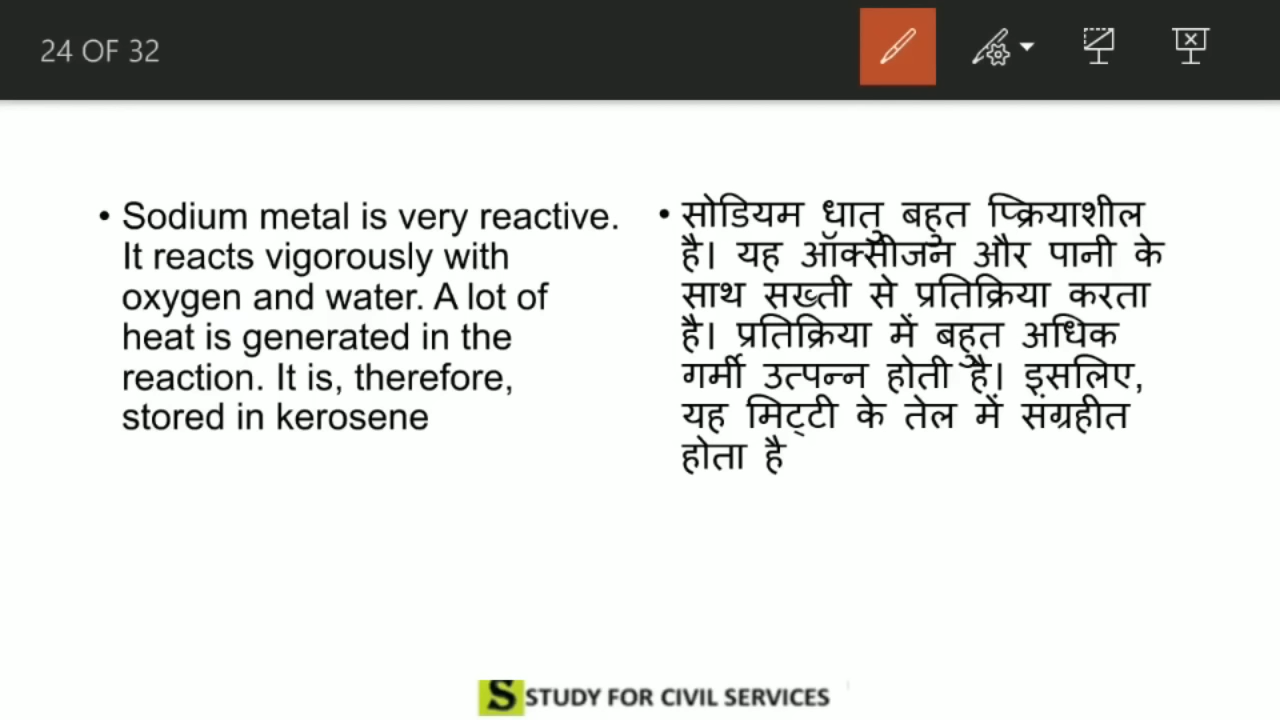 24 OF 32
• Sodium metal is very reactive.
It reacts vigorously with
oxygen and water. A lot of
heat is generated in the
reaction. It is, therefore,
stored in kerosene
• सोडियम धातु बहुत प्क्रियाशील
है। यह ऑक्सीजन और पानी के
साथ सख्ती से प्रतिक्रिया करता
है। प्रतिक्रिया में बहुत अधिक
गर्मी उत्पन्न होती है। इसलिए,
यह मिट्टी के तेल में संग्रहीत
होता है
S STUDY FOR CIVIL SERVICES